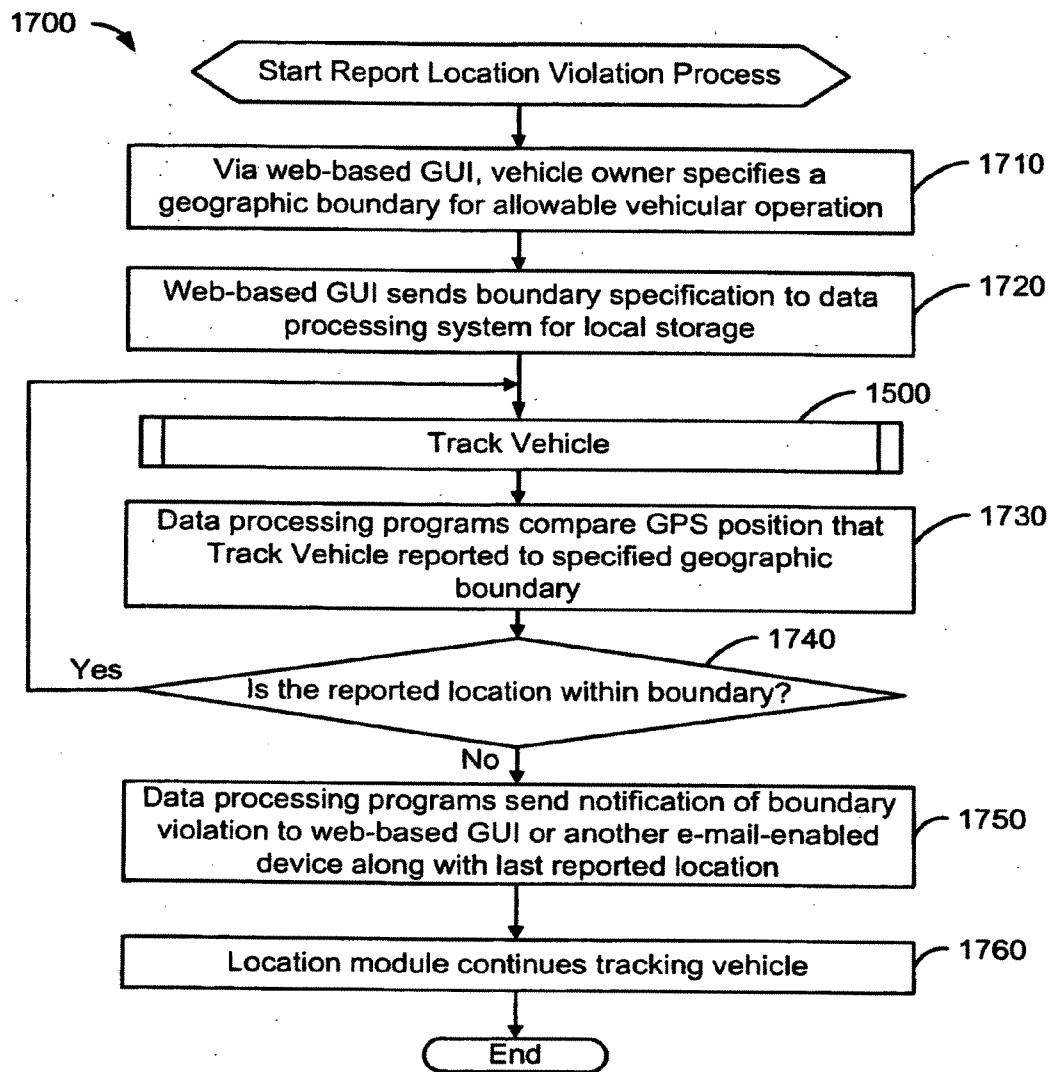 1700
Start Report Location Violation Process
Via web-based GUI, vehicle owner specifies a
geographic boundary for allowable vehicular operation
1710
Web-based GUI sends boundary specification to data
processing system for local storage
1720
1500
Track Vehicle
Data processing programs compare GPS position that
Track Vehicle reported to specified geographic
boundary
1730
1740
Yes
Is the reported location within boundary?
No
Data processing programs send notification of boundary
violation to web-based GUI or another e-mail-enabled
device along with last reported location
1750
Location module continues tracking vehicle
1760
End